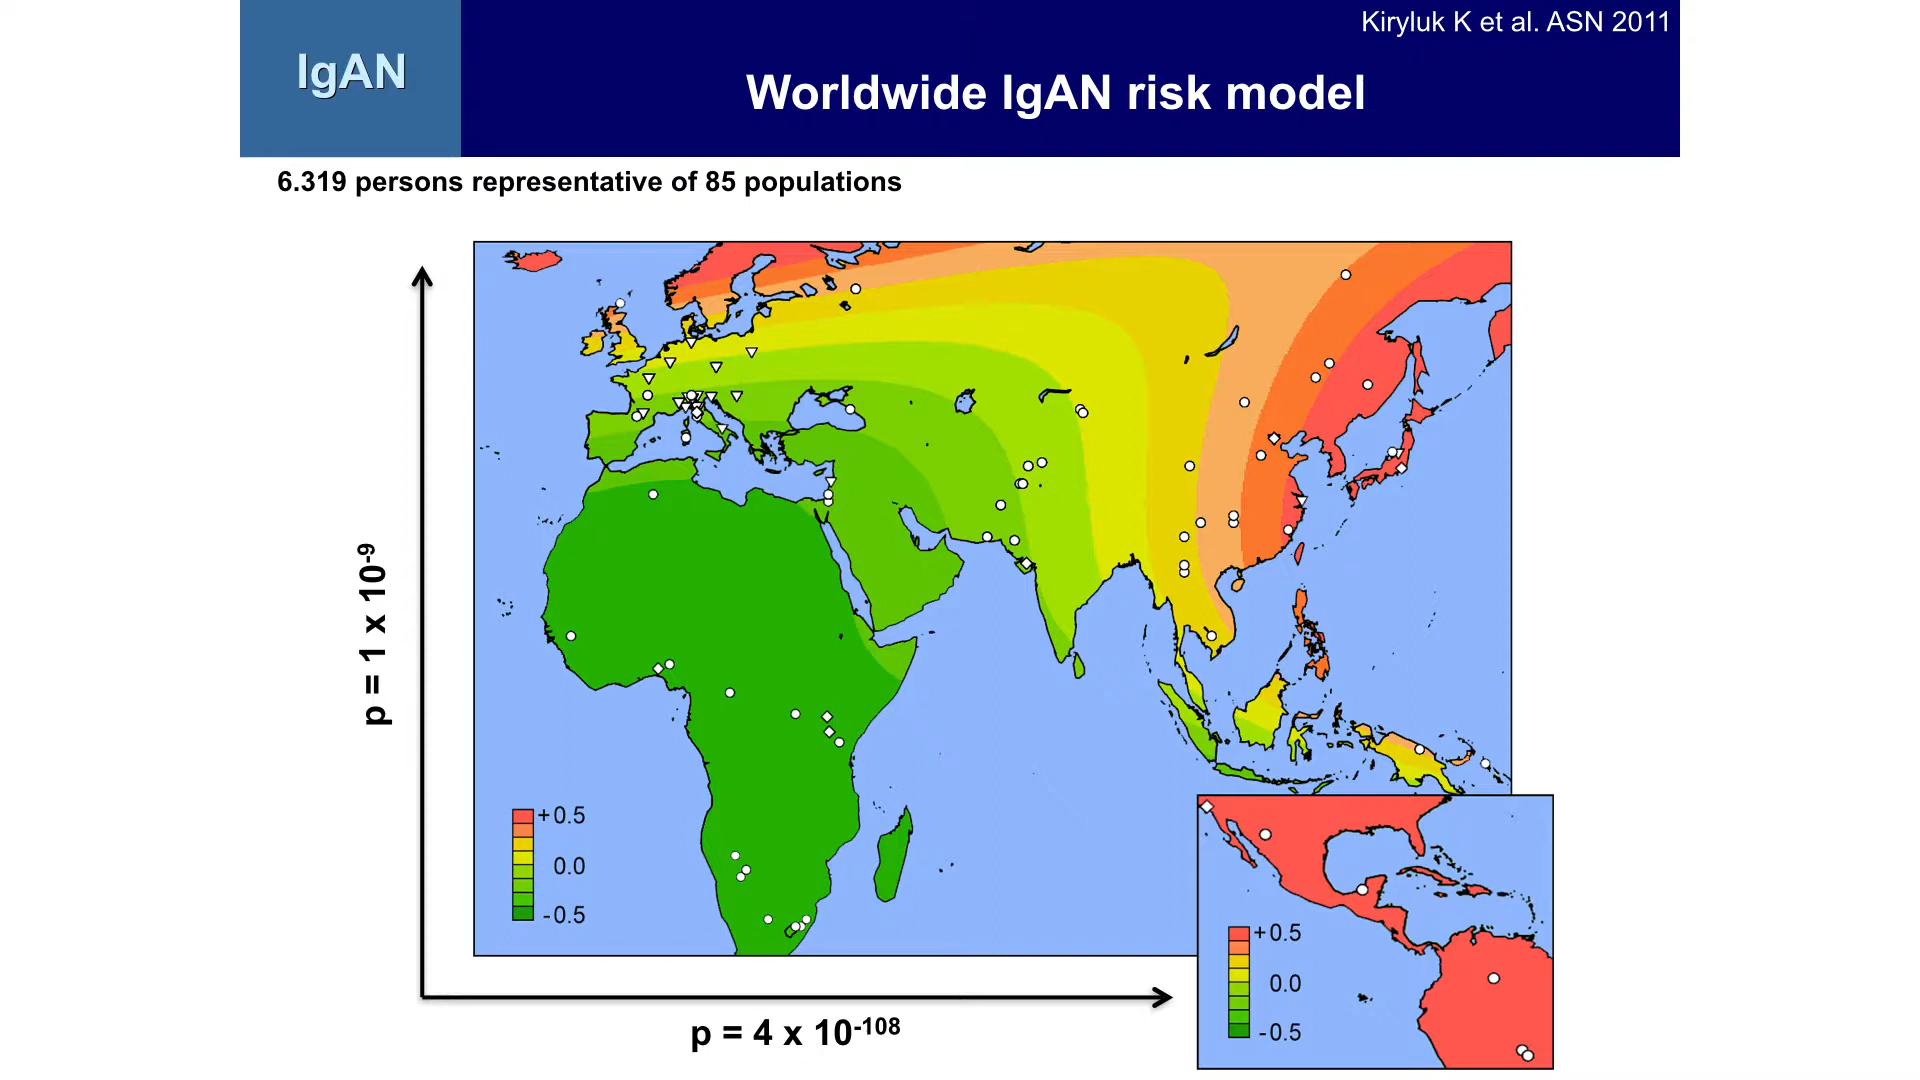 Kiryluk K et al. ASN 2011
IgAN
Worldwide IgAN risk model
6.319 persons representative of 85 populations
p = 1 x 10-9
+0.5
0.0
-0.5
+0.5
0.0
-0.5
p = 4 x 10-108